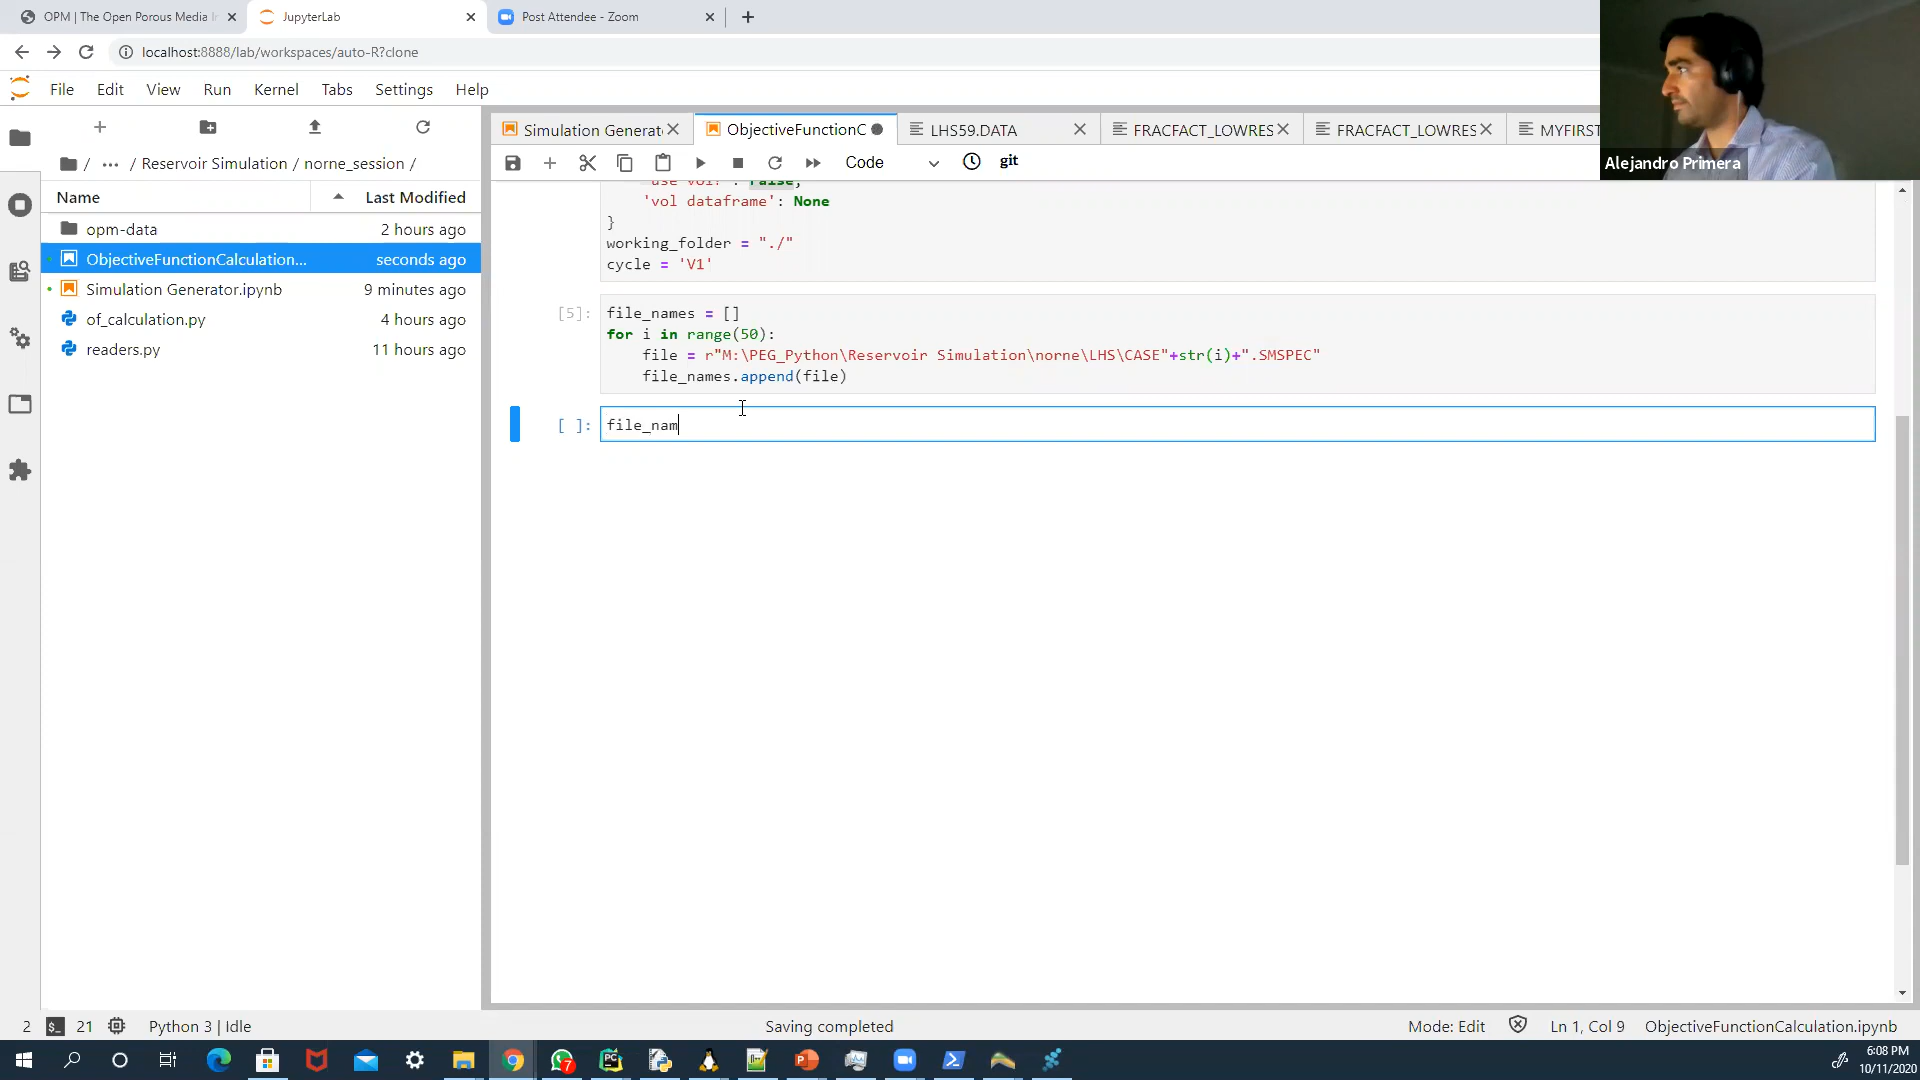 OPM | The Open Porous Media I
JupyterLab
Post Attendee - Zoom
localhost:8888/lab/workspaces/auto-R?clone
File Edit View Run Kernel Tabs Settings Help
Simulation Generat
ObjectiveFunctionC
LHS59.DATA
FRACFACT_LOWRES
FRACFACT_LOWRES
MYFIRST
Alejandro Primera
/ ··· / Reservoir Simulation / norne_session /
Code
git
Name Last Modified
opm-data 2 hours ago
ObjectiveFunctionCalculation... seconds ago
Simulation Generator.ipynb 9 minutes ago
of_calculation.py 4 hours ago
readers.py 11 hours ago
'use vol?': False,
'vol dataframe': None
}
working_folder = "./"
cycle = 'V1'
[5]: file_names = []
for i in range(50):
file = r"M:\PEG_Python\Reservoir Simulation\norne\LHS\CASE"+str(i)+".SMSPEC"
file_names.append(file)
[ ]: file_nam
2 $_ 21 Python 3 | Idle Saving completed Mode: Edit Ln 1, Col 9 ObjectiveFunctionCalculation.ipynb
7
6:08 PM
10/11/2020